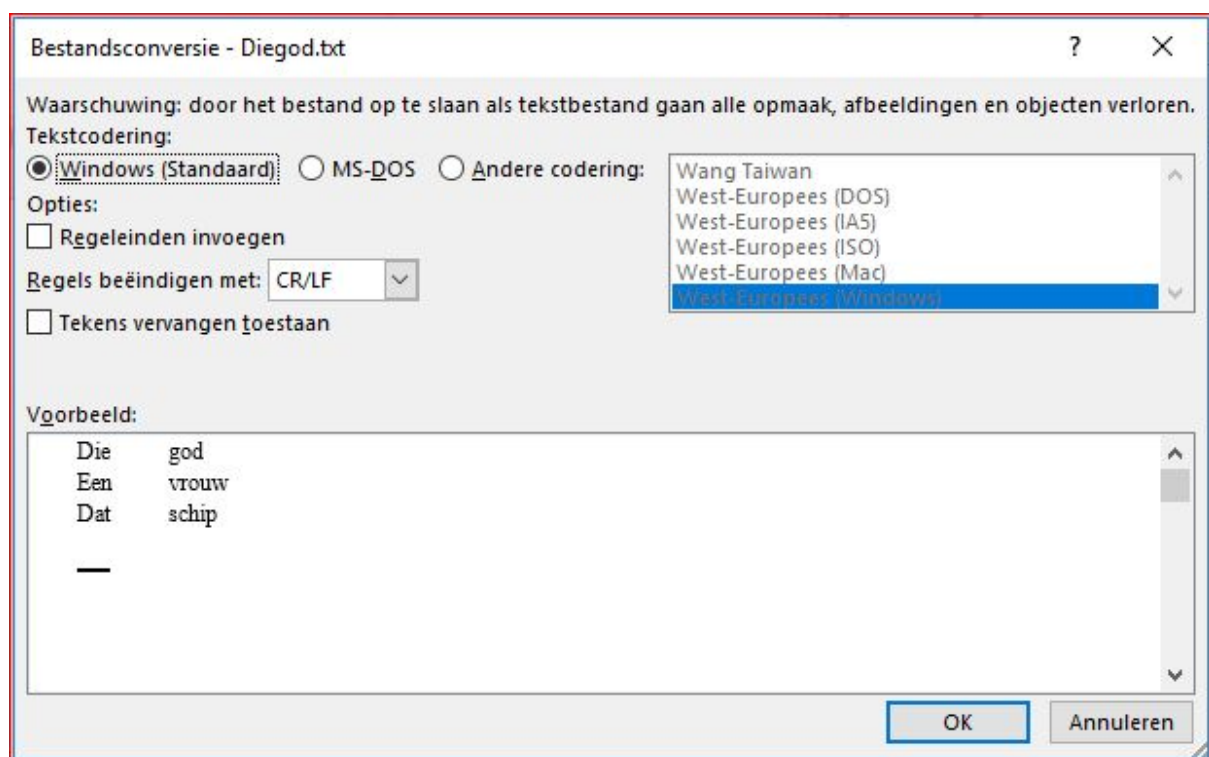 Bestandsconversie - Diegod.txt ? X
Waarschuwing: door het bestand op te slaan als tekstbestand gaan alle opmaak, afbeeldingen en objecten verloren.
Tekstcodering:
Windows (Standaard) MS-DOS Andere codering:
Wang Taiwan
West-Europees (DOS)
West-Europees (IA5)
West-Europees (ISO)
West-Europees (Mac)
West-Europees (Windows)
Opties:
Regeleinden invoegen
Regels beëindigen met: CR/LF
Tekens vervangen toestaan
Voorbeeld:
Die god
Een vrouw
Dat schip
OK Annuleren